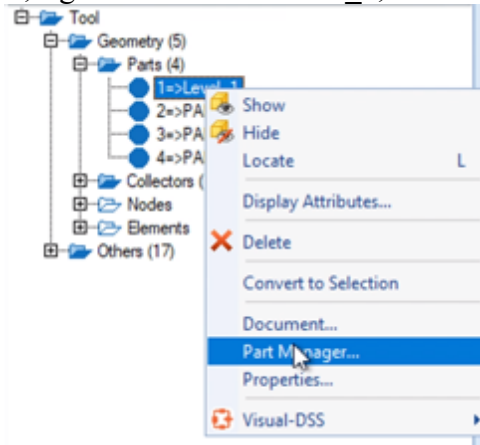 Tool
Geometry (5)
Parts (4)
1=>Level_1
2=>PA
3=>PA
4=>PA
Collectors (
Nodes
Elements
Others (17)
Show
Hide
Locate L
Display Attributes...
Delete
Convert to Selection
Document...
Part Manager...
Properties...
Visual-DSS